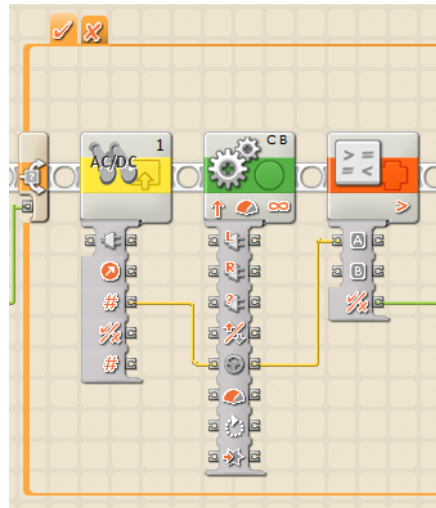 1
AC/DC
C B
> =
= <
>
L
A
R
B
#
?
#